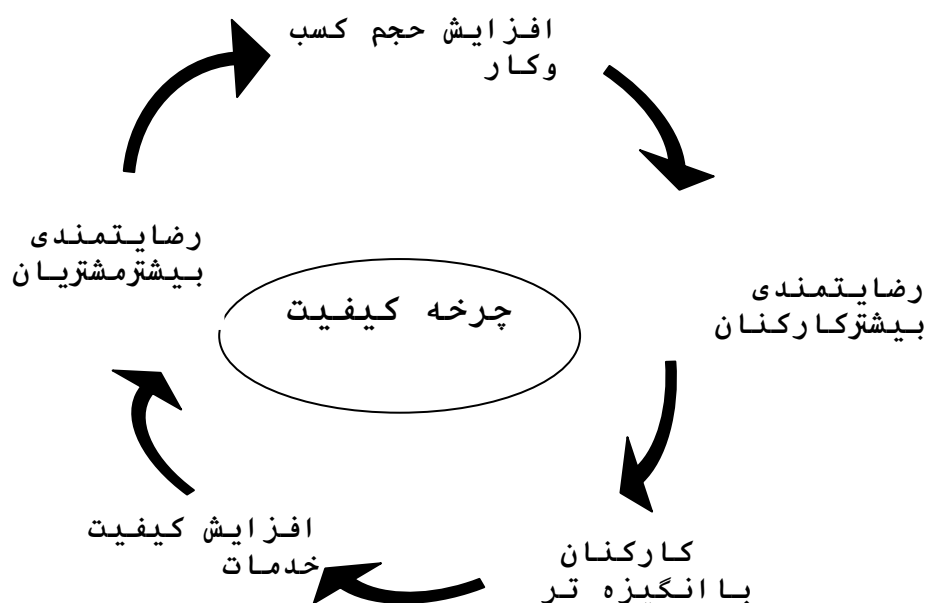 افزایش حجم کسب
وکار
رضایتمندی
بیشترکارکنان
کارکنان
باانگیزه تر
افزایش کیفیت
خدمات
رضایتمندی
بیشترمشتریان
چرخه کیفیت